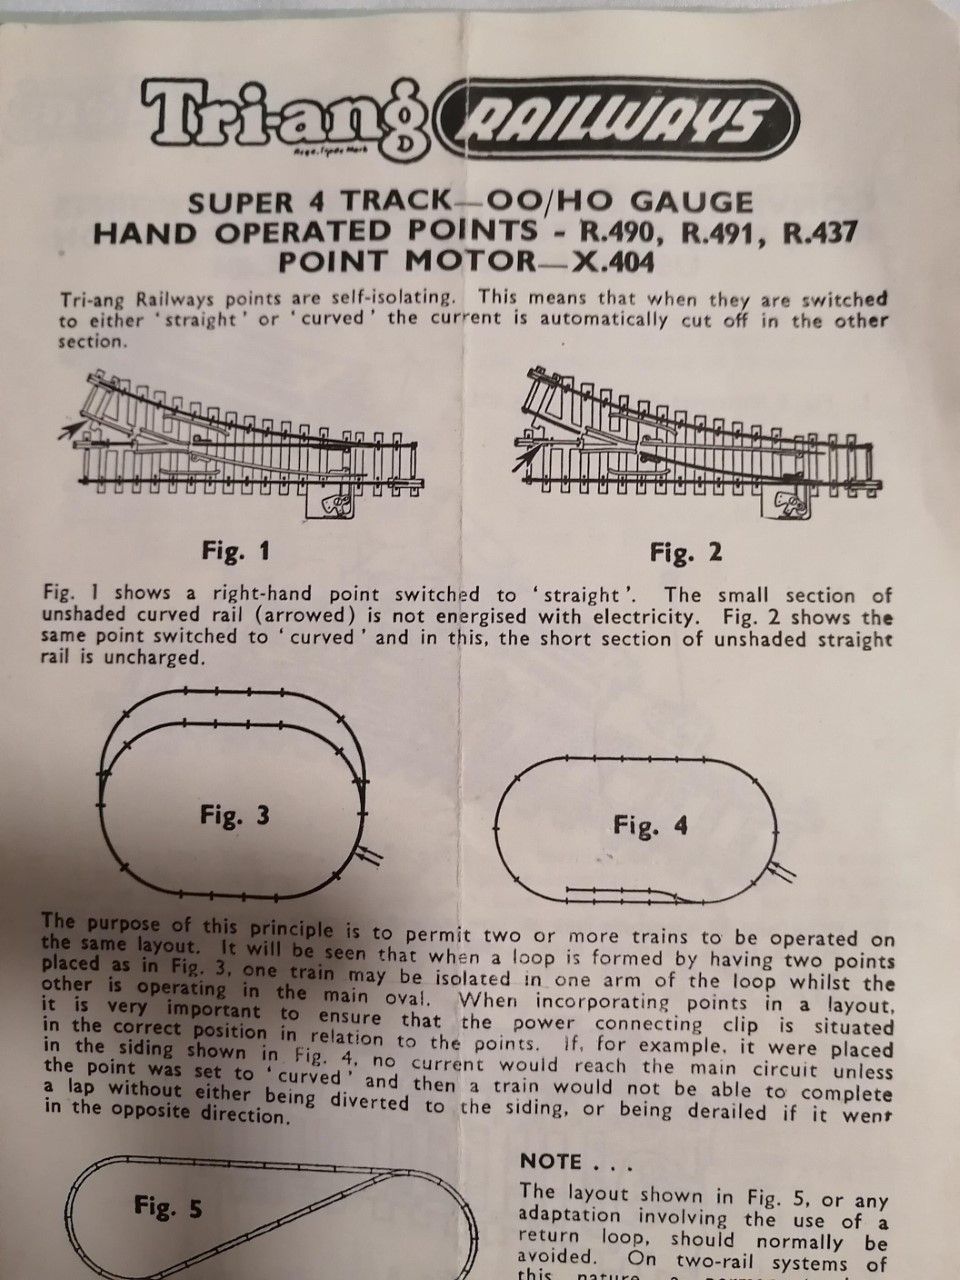 Tri-ang RAILWAYS
SUPER 4 TRACK—OO/HO GAUGE
HAND OPERATED POINTS - R.490, R.491, R.437
POINT MOTOR—X.404
Tri-ang Railways points are self-isolating. This means that when they are switched
to either 'straight' or 'curved' the current is automatically cut off in the other
section.
Fig. 1
Fig. 2
Fig. 1 shows a right-hand point switched to 'straight'. The small section of
unshaded curved rail (arrowed) is not energised with electricity. Fig. 2 shows the
same point switched to 'curved' and in this, the short section of unshaded straight
rail is uncharged.
Fig. 3
Fig. 4
The purpose of this principle is to permit two or more trains to be operated on
the same layout. It will be seen that when a loop is formed by having two points
placed as in Fig. 3, one train may be isolated in one arm of the loop whilst the
other is operating in the main oval. When incorporating points in a layout,
it is very important to ensure that the power connecting clip is situated
in the correct position in relation to the points. If, for example, it were placed
in the siding shown in Fig. 4, no current would reach the main circuit unless
the point was set to 'curved' and then a train would not be able to complete
a lap without either being diverted to the siding, or being derailed if it went
in the opposite direction.
Fig. 5
NOTE . . .
The layout shown in Fig. 5, or any
adaptation involving the use of a
return loop, should normally be
avoided. On two-rail systems of
this nature a